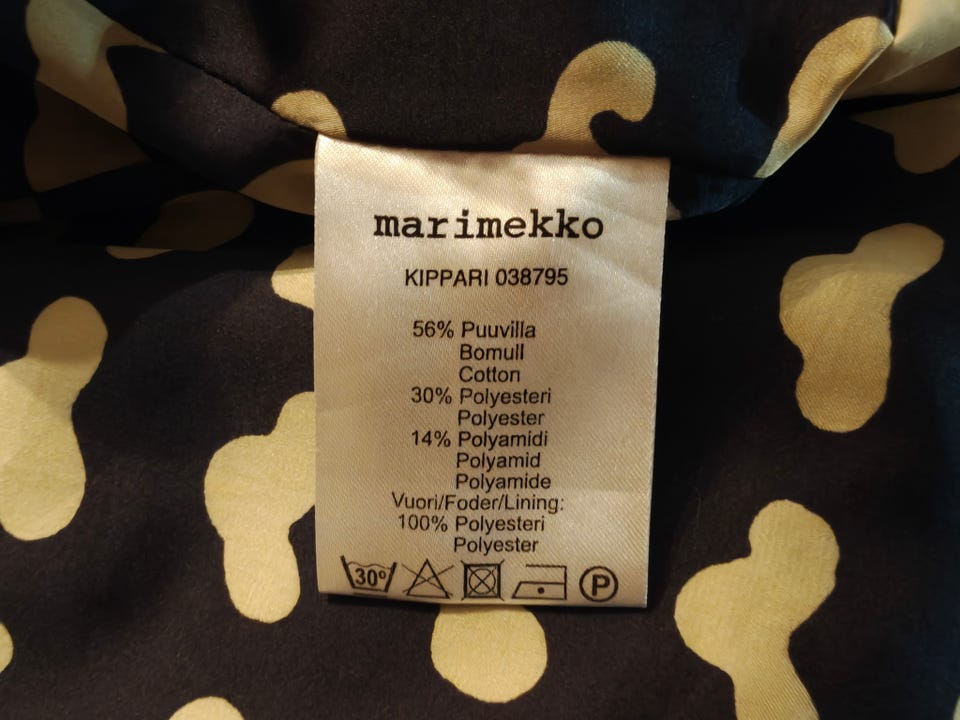 marimekko
KIPPARI 038795
56% Puuvilla
Bomull
Cotton
30% Polyesteri
Polyester
14% Polyamidi
Polyamid
Polyamide
Vuori/Foder/Lining:
100% Polyesteri
Polyester
30° P